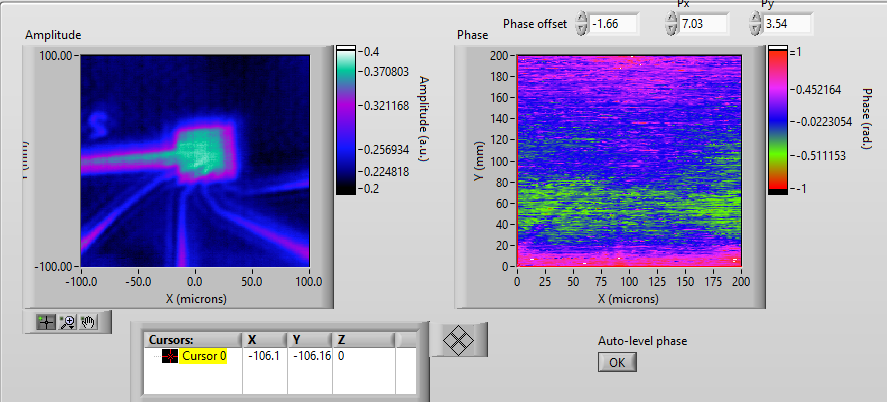 Px
Py
Phase offset
-1.66
7.03
3.54
Amplitude
100.00
-100.00
-100.0
-50.0
0.0
50.0
100.0
X (microns)
0.4
0.370803
0.321168
0.256934
0.224818
0.2
Amplitude (a.u.)
Phase
200
180
160
140
120
100
80
60
40
20
0
Y (mm)
0
25
50
75
100
125
150
175
200
X (microns)
1
0.452164
-0.0223054
-0.511153
-1
Phase (rad.)
Cursors: X Y Z
Cursor 0 -106.1 -106.16 0
Auto-level phase
OK